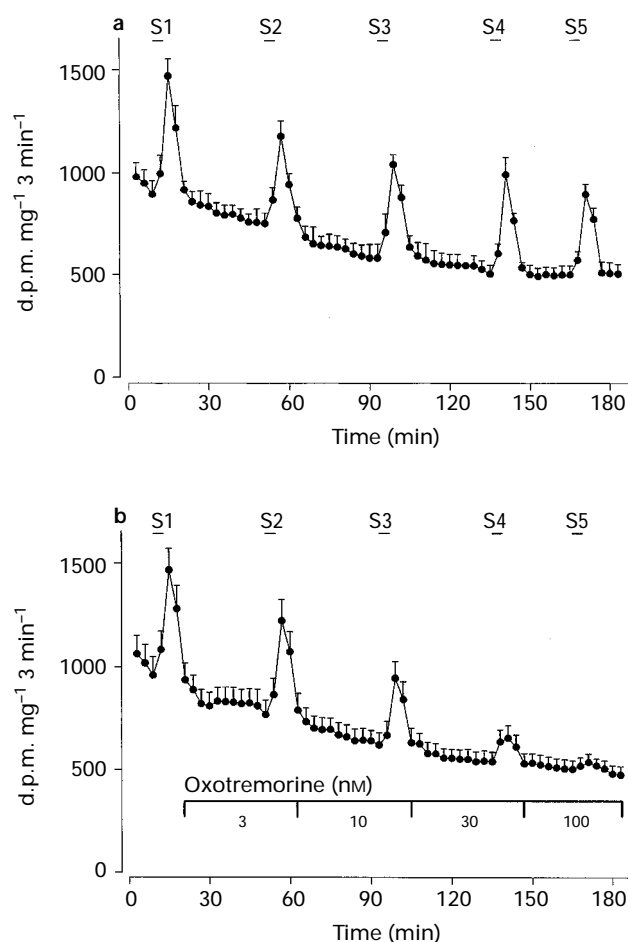 a
S1 S2 S3 S4 S5
1500
1000
500
0
d.p.m. mg⁻¹ 3 min⁻¹
0 30 60 90 120 150 180
Time (min)
b
S1 S2 S3 S4 S5
1500
1000
500
0
d.p.m. mg⁻¹ 3 min⁻¹
Oxotremorine (nM)
3 10 30 100
0 30 60 90 120 150 180
Time (min)